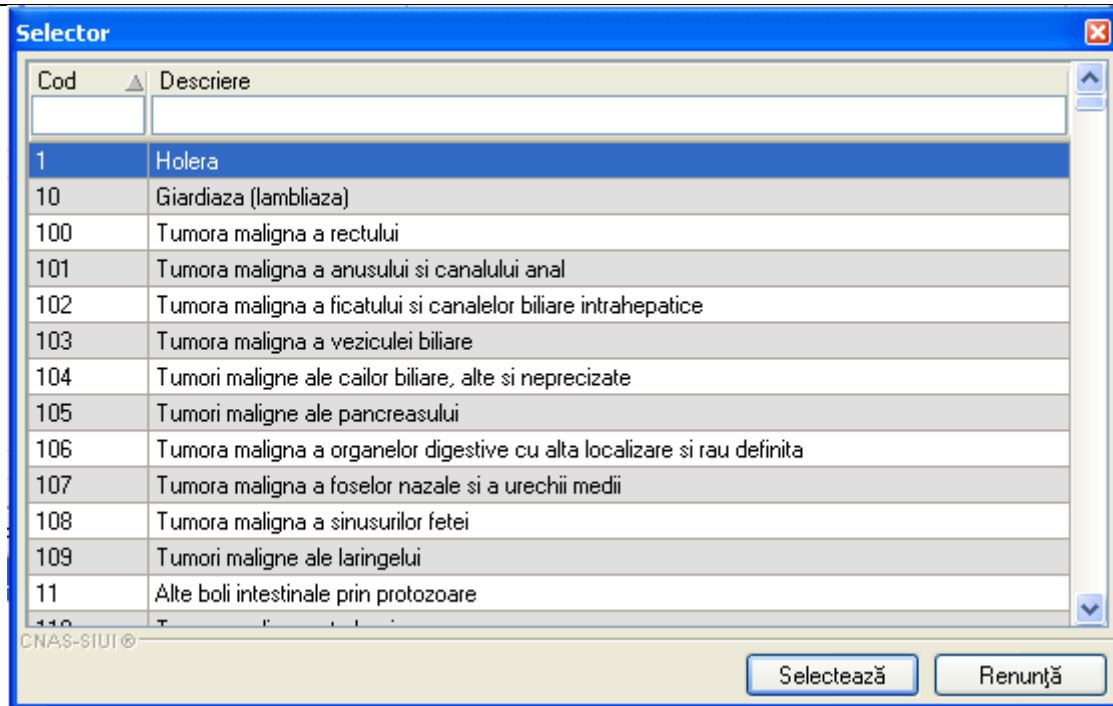 Selector
Cod Descriere
1 Holera
10 Giardiaza (lambliaza)
100 Tumora maligna a rectului
101 Tumora maligna a anusului si canalului anal
102 Tumora maligna a ficatului si canalelor biliare intrahepatice
103 Tumora maligna a veziculei biliare
104 Tumori maligne ale cailor biliare, alte si neprecizate
105 Tumori maligne ale pancreasului
106 Tumora maligna a organelor digestive cu alta localizare si rau definita
107 Tumora maligna a foselor nazale si a urechii medii
108 Tumora maligna a sinusurilor fetei
109 Tumori maligne ale laringelui
11 Alte boli intestinale prin protozoare
CNAS-SIUI®
Selectează Renunţă